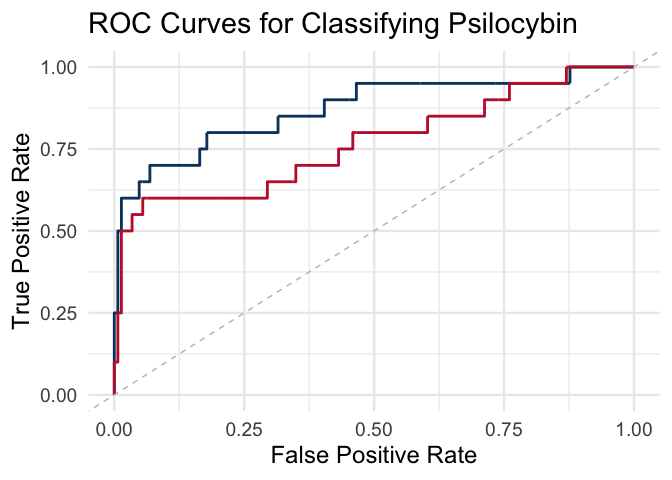 ROC Curves for Classifying Psilocybin
True Positive Rate
1.00
0.75
0.50
0.25
0.00
0.00 0.25 0.50 0.75 1.00
False Positive Rate